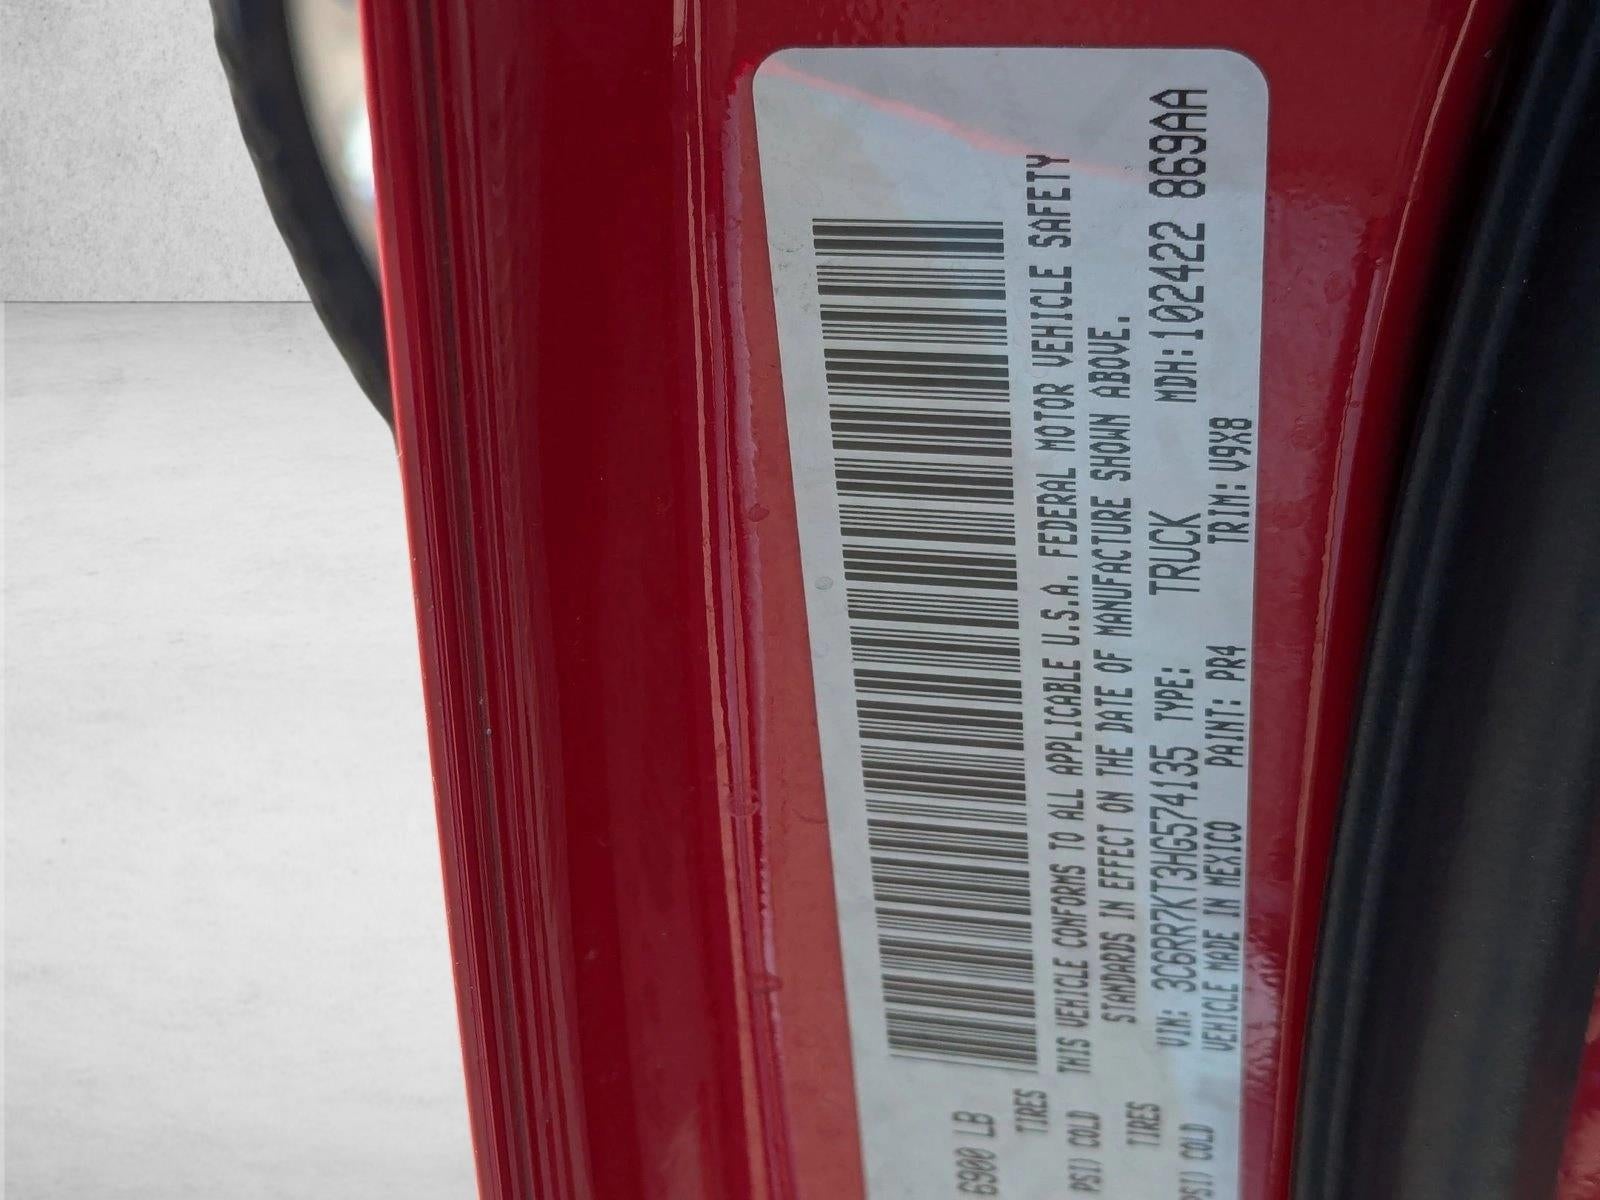 6900 LB
TIRES
THIS VEHICLE CONFORMS TO ALL APPLICABLE U.S.A. FEDERAL MOTOR VEHICLE SAFETY
PSI) COLD
STANDARDS IN EFFECT ON THE DATE OF MANUFACTURE SHOWN ABOVE.
TIRES
VIN: 3C6RR7KT3HG574135 TYPE: TRUCK MDH:102422 869AA
PSI) COLD
VEHICLE MADE IN MEXICO PAINT: PR4 TRIM: V9X8